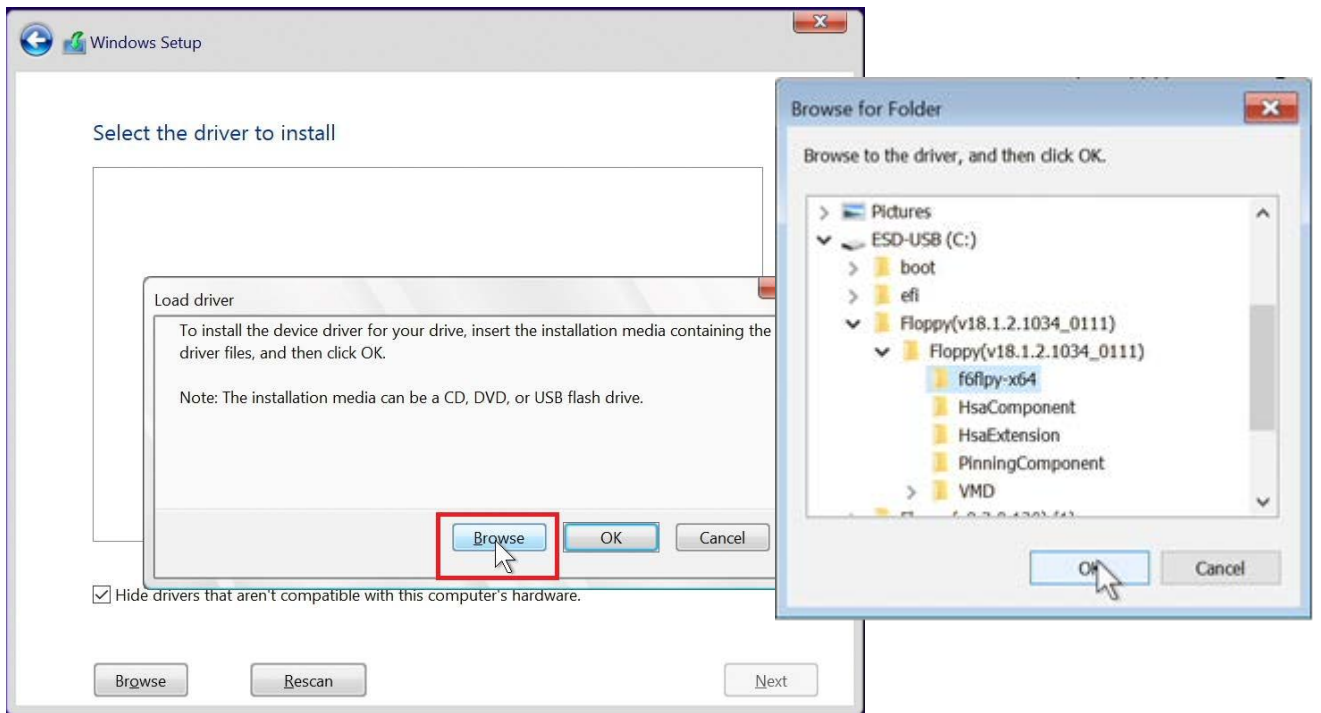 Windows Setup
Select the driver to install
Load driver
To install the device driver for your drive, insert the installation media containing the
driver files, and then click OK.
Note: The installation media can be a CD, DVD, or USB flash drive.
Browse
OK
Cancel
Hide drivers that aren't compatible with this computer's hardware.
Browse
Rescan
Next
Browse for Folder
Browse to the driver, and then click OK.
Pictures
ESD-USB (C:)
boot
efi
Floppy(v18.1.2.1034_0111)
Floppy(v18.1.2.1034_0111)
f6flpy-x64
HsaComponent
HsaExtension
PinningComponent
VMD
OK
Cancel